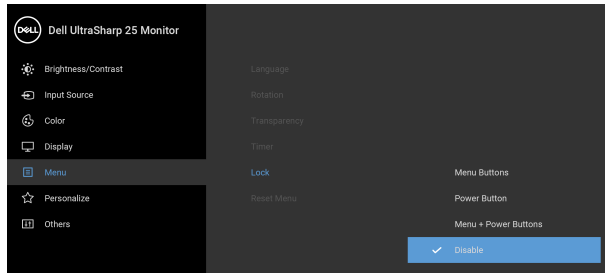 DELL Dell UltraSharp 25 Monitor
Brightness/Contrast
Input Source
Color
Display
Menu
Personalize
Others
Language
Rotation
Transparency
Timer
Lock
Reset Menu
Menu Buttons
Power Button
Menu + Power Buttons
Disable